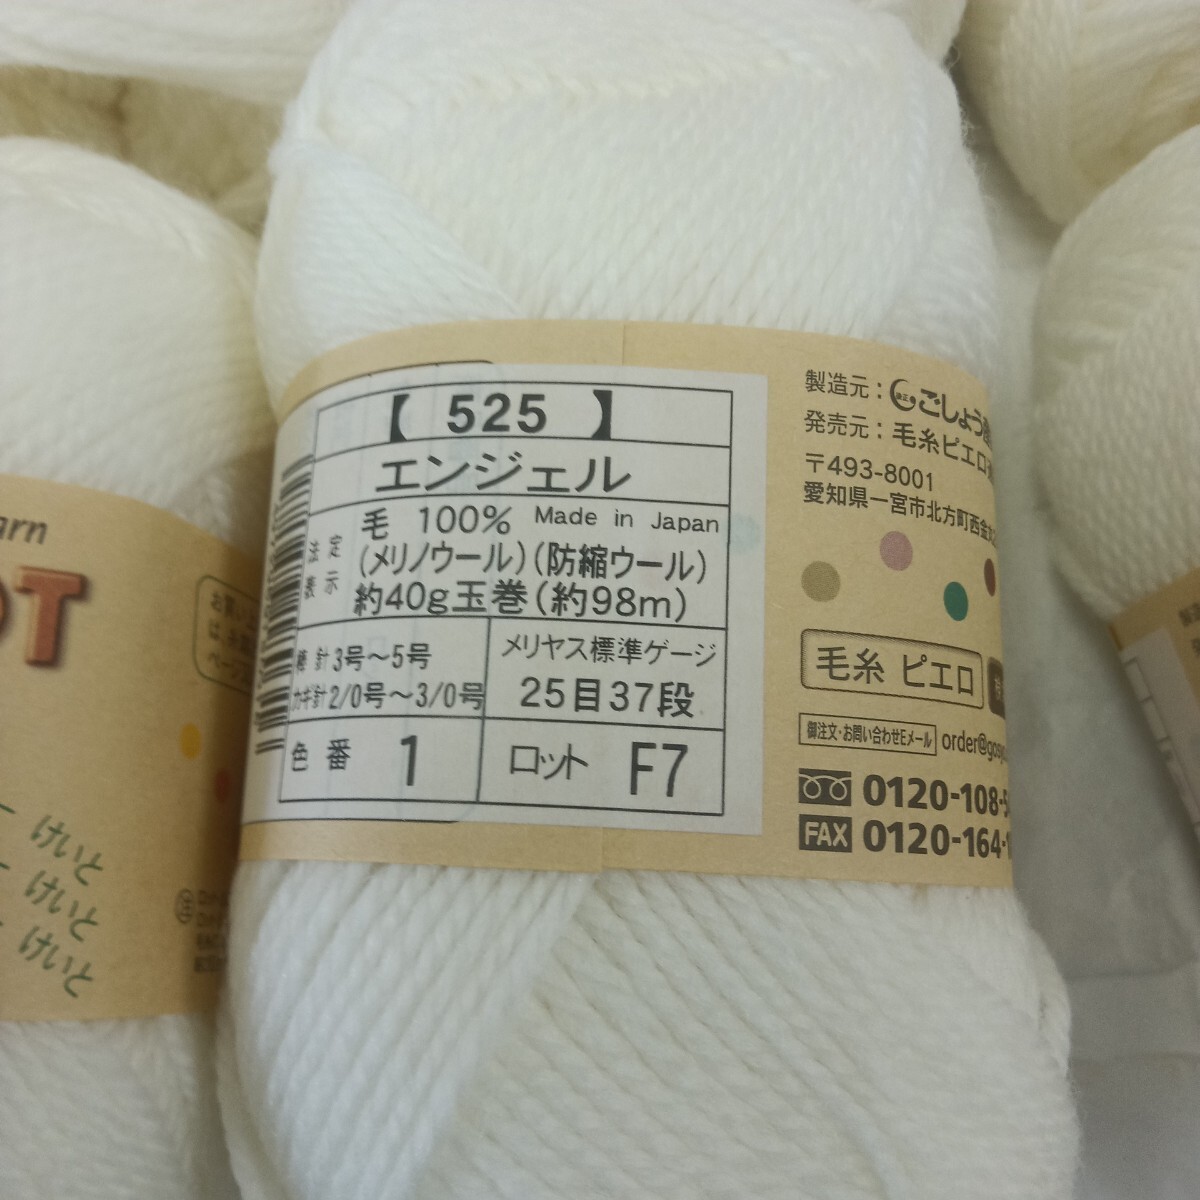 【 525 】
エンジェル
法定表示
毛 100% Made in Japan
(メリノウール)(防縮ウール)
約40g玉巻(約98m)
棒針3号～5号
カギ針2/0号～3/0号
メリヤス標準ゲージ
25目37段
色番 1
ロット F7
製造元:ごしょう
発売元:毛糸ピエロ
〒493-8001
愛知県一宮市北方町西金丸
毛糸 ピエロ
御注文・お問い合わせEメール order@gos
0120-108-5
FAX 0120-164-1
arn
OT
けいと
けいと
けいと